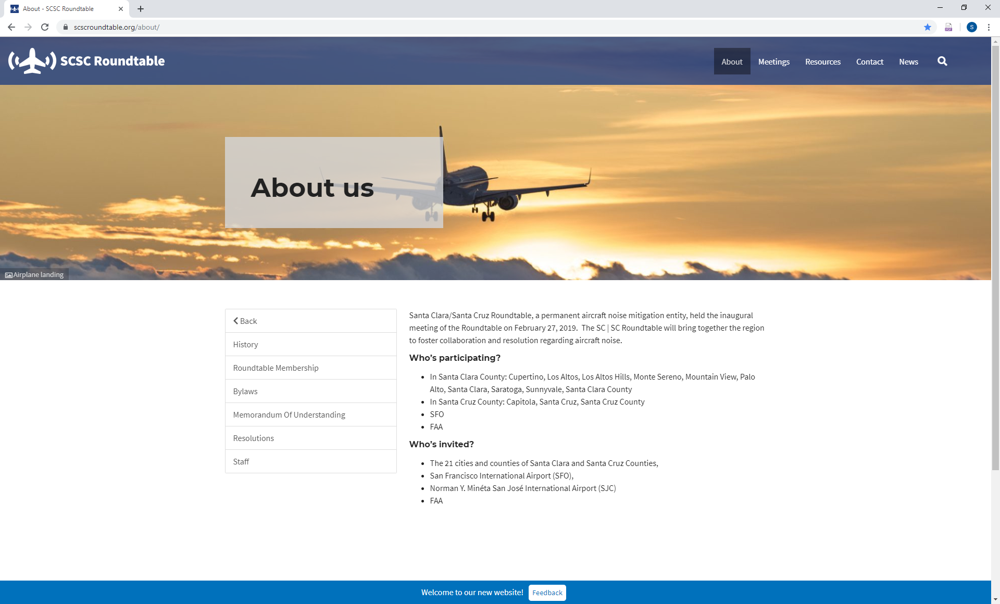 About - SCSC Roundtable
scscroundtable.org/about/
S
SCSC Roundtable
About
Meetings
Resources
Contact
News
About us
Airplane landing
Back
History
Roundtable Membership
Bylaws
Memorandum Of Understanding
Resolutions
Staff
Santa Clara/Santa Cruz Roundtable, a permanent aircraft noise mitigation entity, held the inaugural
meeting of the Roundtable on February 27, 2019.  The SC | SC Roundtable will bring together the region
to foster collaboration and resolution regarding aircraft noise.
Who's participating?
• In Santa Clara County: Cupertino, Los Altos, Los Altos Hills, Monte Sereno, Mountain View, Palo
Alto, Santa Clara, Saratoga, Sunnyvale, Santa Clara County
• In Santa Cruz County: Capitola, Santa Cruz, Santa Cruz County
• SFO
• FAA
Who's invited?
• The 21 cities and counties of Santa Clara and Santa Cruz Counties,
• San Francisco International Airport (SFO),
• Norman Y. Minéta San José International Airport (SJC)
• FAA
Welcome to our new website! Feedback